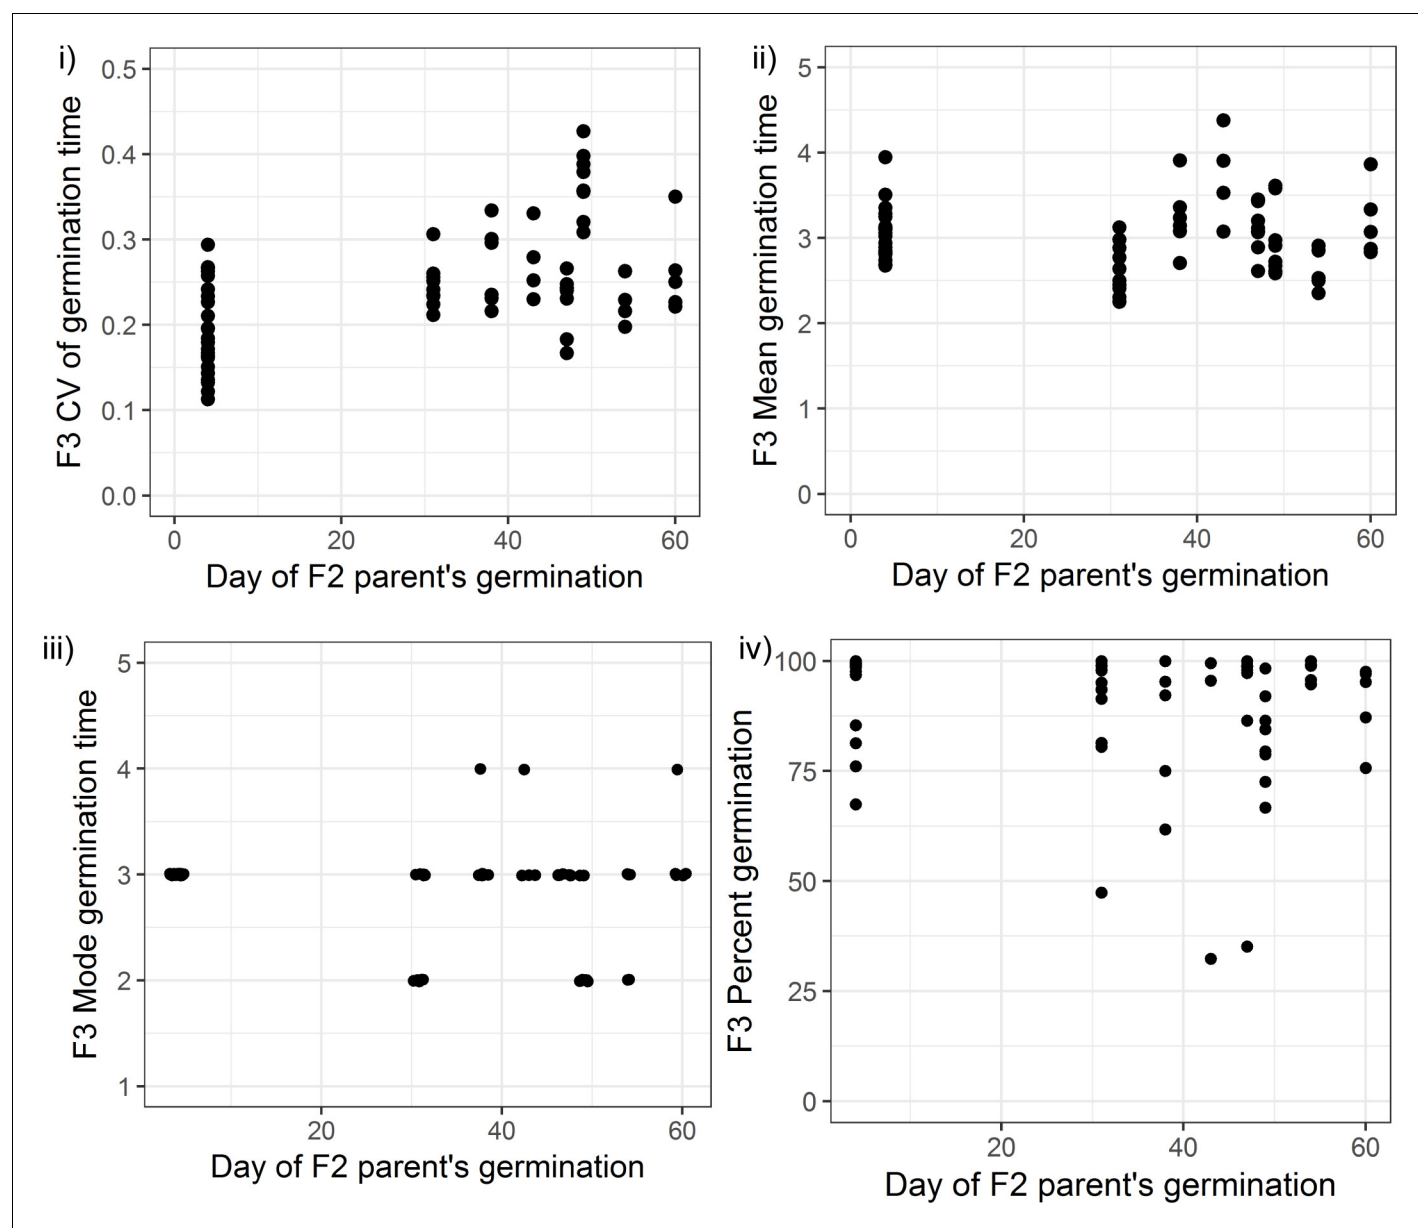 i)
F3 CV of germination time
0.5
0.4
0.3
0.2
0.1
0.0
0 20 40 60
Day of F2 parent's germination
ii)
F3 Mean germination time
5
4
3
2
1
0
0 20 40 60
Day of F2 parent's germination
iii)
F3 Mode germination time
5
4
3
2
1
20 40 60
Day of F2 parent's germination
iv)
F3 Percent germination
100
75
50
25
0
20 40 60
Day of F2 parent's germination